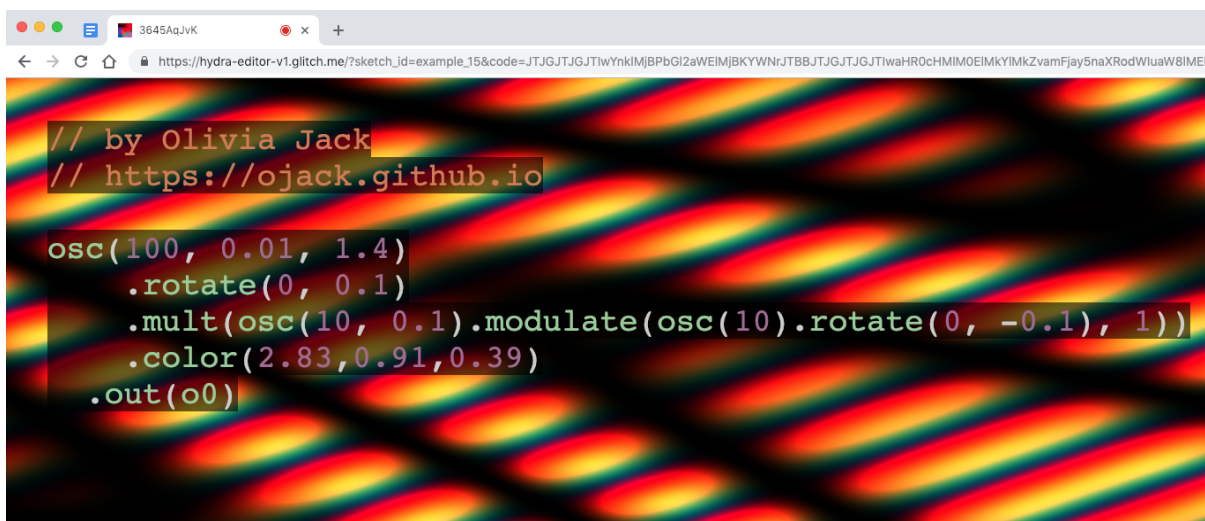 3645AqJvK
https://hydra-editor-v1.glitch.me/?sketch_id=example_15&code=JTJGJTJGJTIwYnklMjBPbGl2aWElMjBKYWNrJTBBJTJGJTJGJTIwaHR0cHMlM0ElMkYlMkZvamFjay5naXRodWIuaW8lME
// by Olivia Jack
// https://ojack.github.io
osc(100, 0.01, 1.4)
.rotate(0, 0.1)
.mult(osc(10, 0.1).modulate(osc(10).rotate(0, -0.1), 1))
.color(2.83,0.91,0.39)
.out(o0)